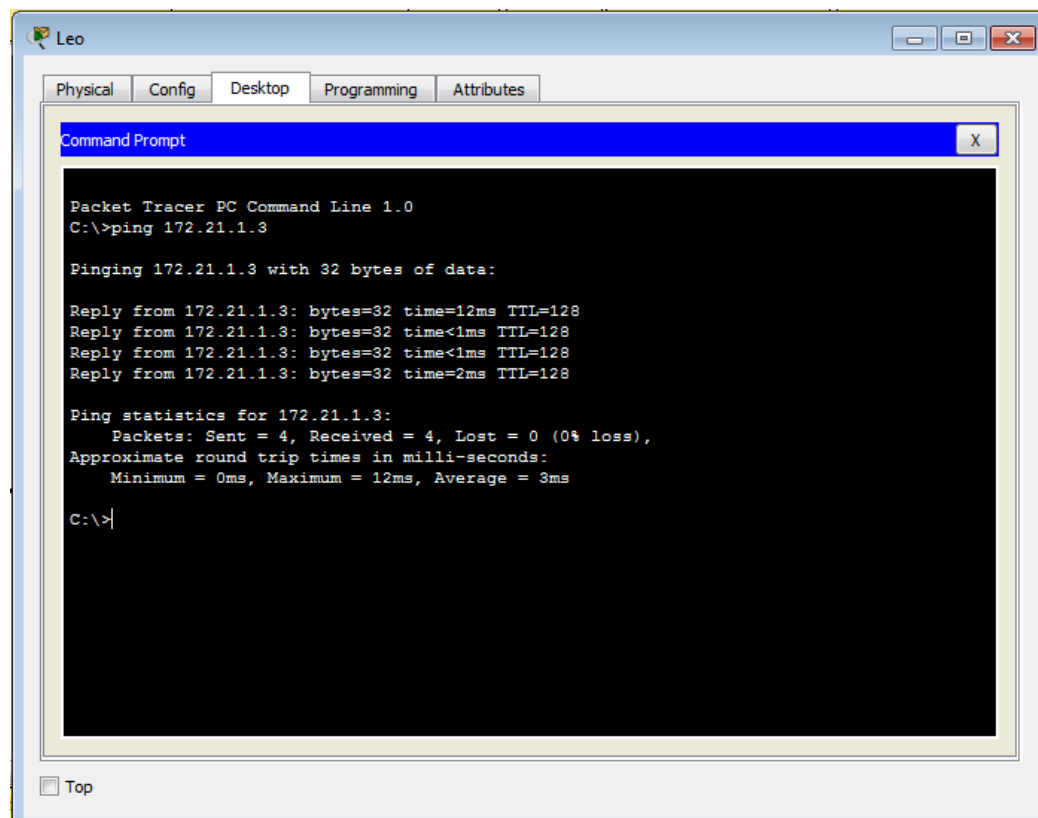 Leo
Physical Config Desktop Programming Attributes
Command Prompt
X
Packet Tracer PC Command Line 1.0
C:\>ping 172.21.1.3
Pinging 172.21.1.3 with 32 bytes of data:
Reply from 172.21.1.3: bytes=32 time=12ms TTL=128
Reply from 172.21.1.3: bytes=32 time<1ms TTL=128
Reply from 172.21.1.3: bytes=32 time<1ms TTL=128
Reply from 172.21.1.3: bytes=32 time=2ms TTL=128
Ping statistics for 172.21.1.3:
Packets: Sent = 4, Received = 4, Lost = 0 (0% loss),
Approximate round trip times in milli-seconds:
Minimum = 0ms, Maximum = 12ms, Average = 3ms
C:\>
Top